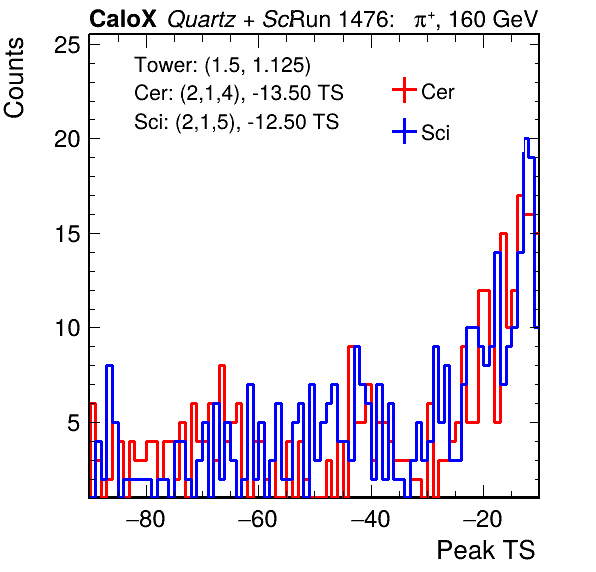 CaloX Quartz + Sci Run 1476: π⁺, 160 GeV
Counts
25
20
15
10
5
Tower: (1.5, 1.125)
Cer: (2,1,4), -13.50 TS
Sci: (2,1,5), -12.50 TS
Cer
Sci
−80 −60 −40 −20
Peak TS